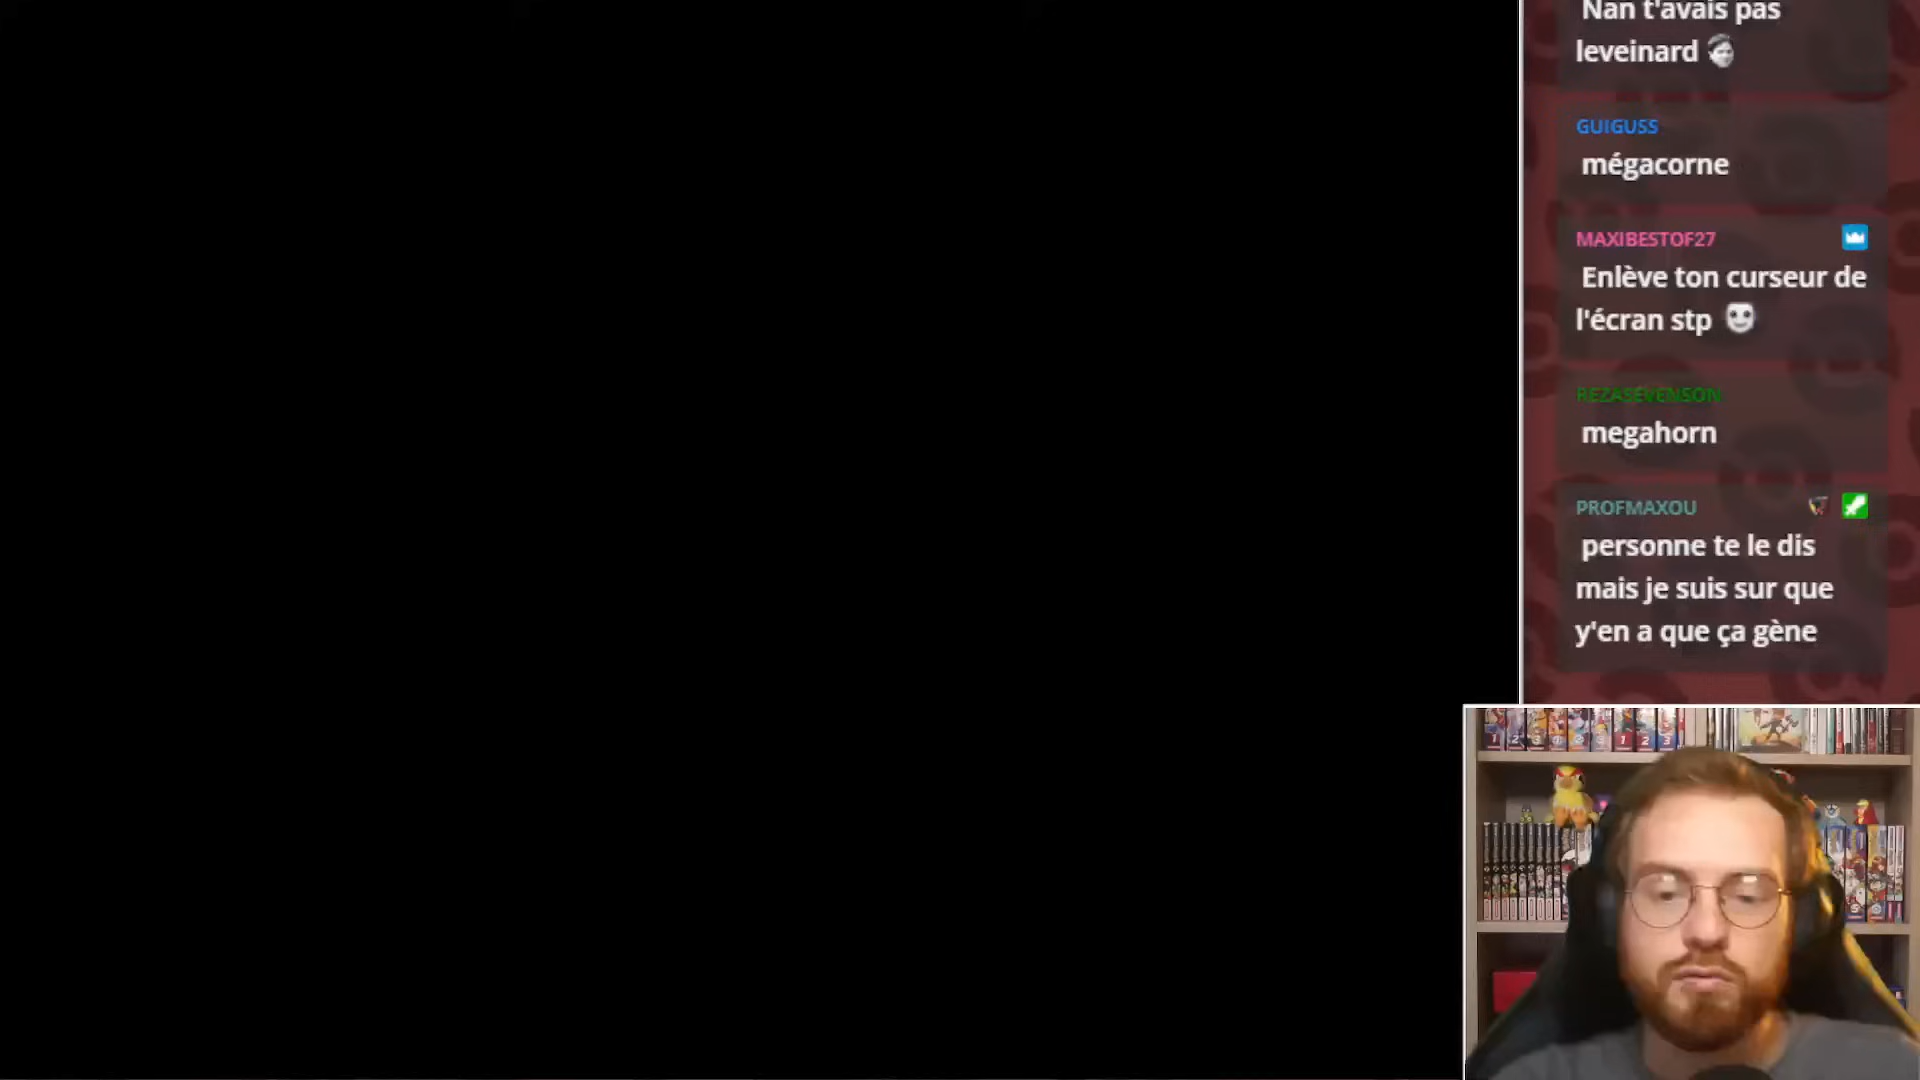 Nan t'avais pas
leveinard
GUIGUSS
mégacorne
MAXIBESTOF27
Enlève ton curseur de
l'écran stp
REZASEVENSON
megahorn
PROFMAXOU
personne te le dis
mais je suis sur que
y'en a que ça gène